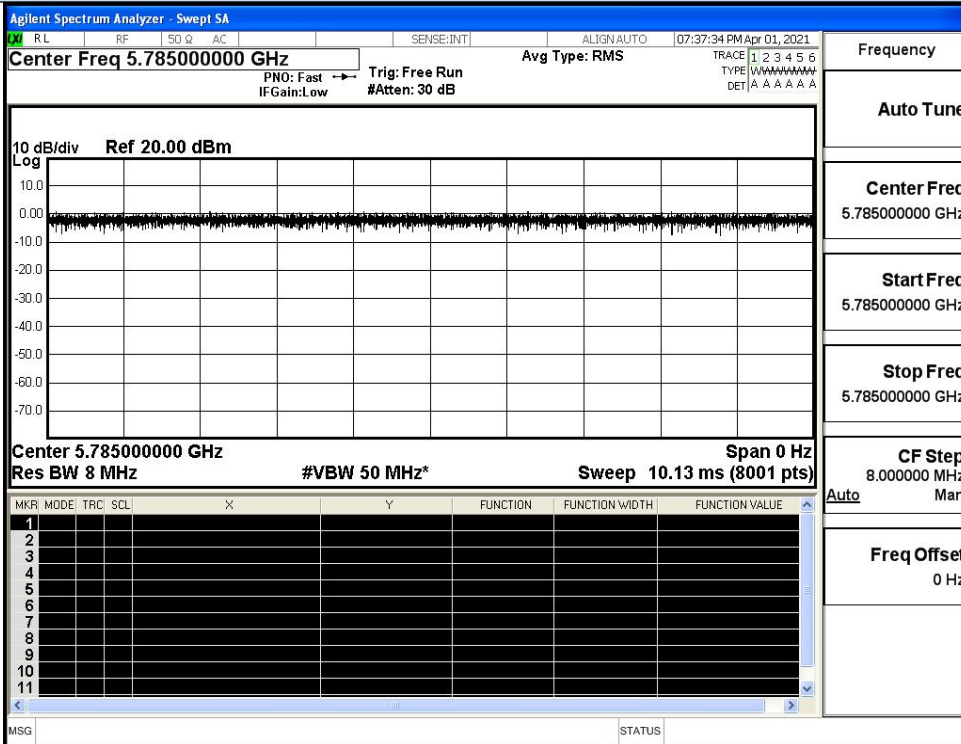 Agilent Spectrum Analyzer - Swept SA
LXI RL RF 50 Ω AC SENSE:INT ALIGN AUTO 07:37:34 PM Apr 01, 2021
Center Freq 5.785000000 GHz Avg Type: RMS TRACE 1 2 3 4 5 6
PNO: Fast Trig: Free Run TYPE WWWWWW
IFGain:Low #Atten: 30 dB DET A A A A A A
10 dB/div Ref 20.00 dBm
Log
10.0
0.00
-10.0
-20.0
-30.0
-40.0
-50.0
-60.0
-70.0
Center 5.785000000 GHz Span 0 Hz
Res BW 8 MHz #VBW 50 MHz* Sweep 10.13 ms (8001 pts)
MKR MODE TRC SCL X Y FUNCTION FUNCTION WIDTH FUNCTION VALUE
1
2
3
4
5
6
7
8
9
10
11
MSG STATUS
Frequency
Auto Tune
Center Freq
5.785000000 GHz
Start Freq
5.785000000 GHz
Stop Freq
5.785000000 GHz
CF Step
8.000000 MHz
Auto Man
Freq Offset
0 Hz